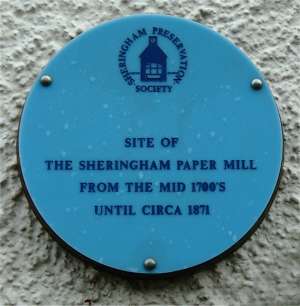 SHERINGHAM PRESERVATION
SOCIETY
SITE OF
THE SHERINGHAM PAPER MILL
FROM THE MID 1700'S
UNTIL CIRCA 1871